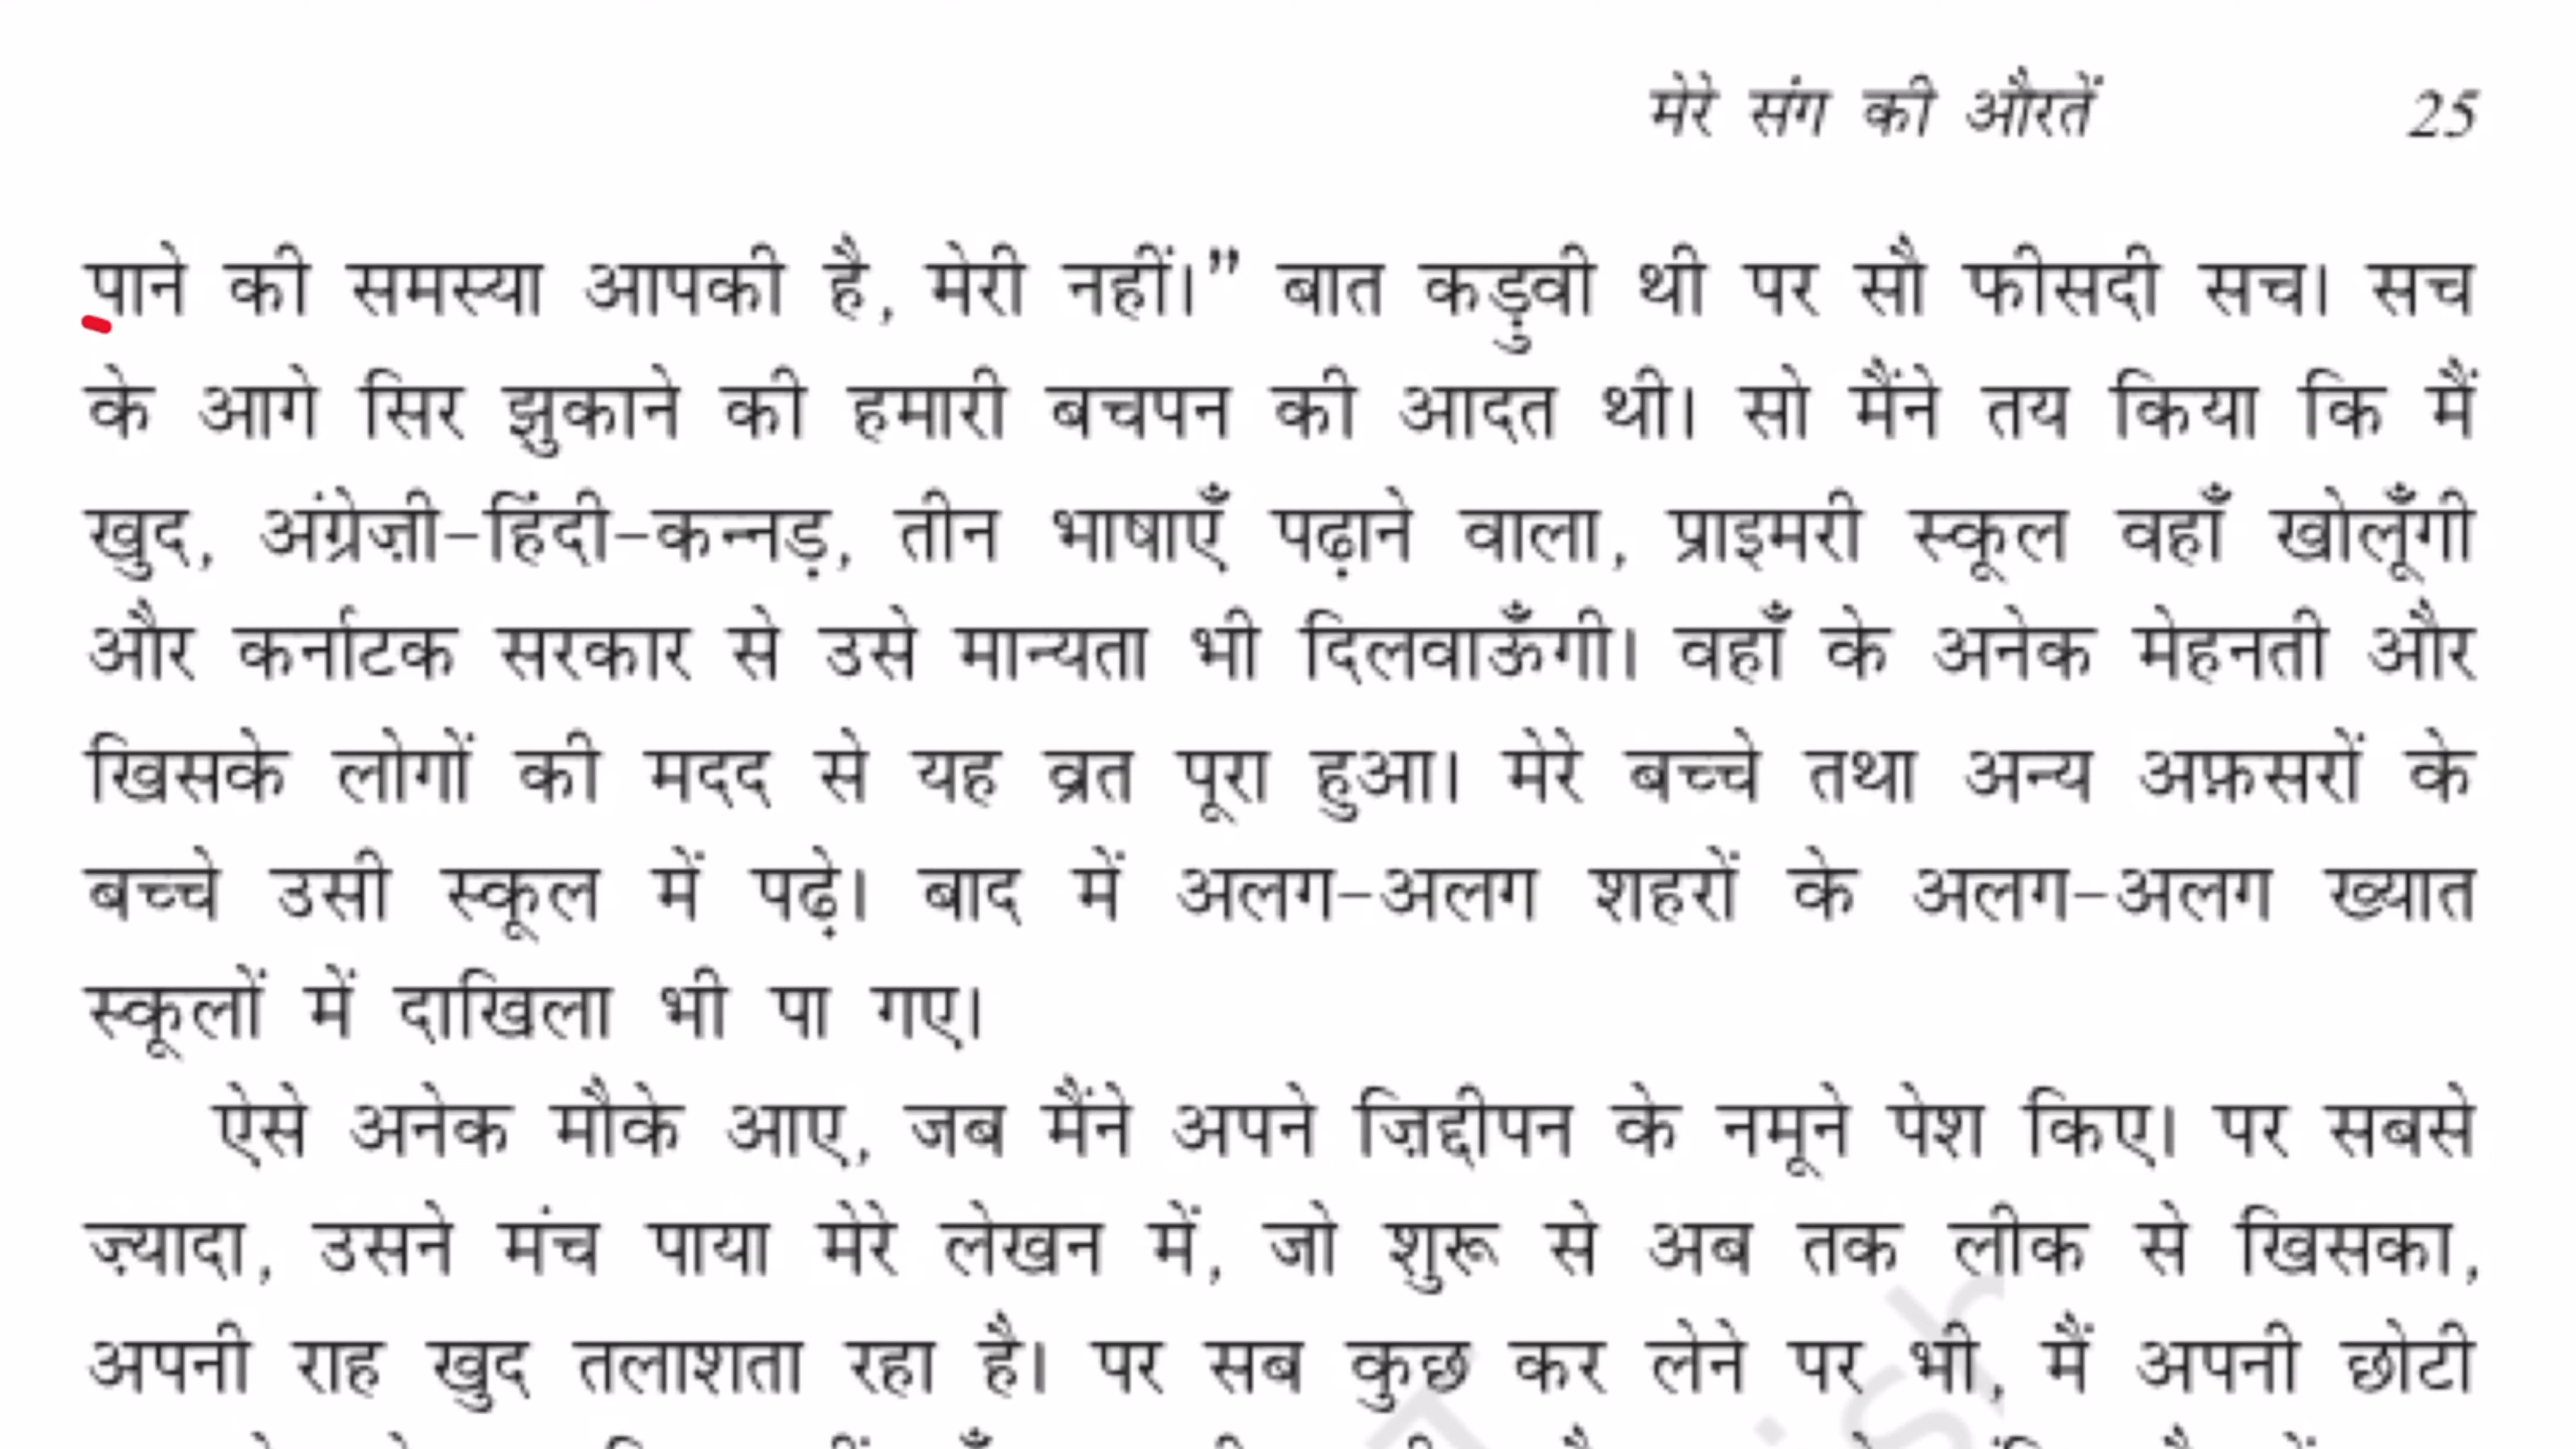 मेरे संग की औरतें 25
पाने की समस्या आपकी है, मेरी नहीं।” बात कड़ुवी थी पर सौ फीसदी सच। सच
के आगे सिर झुकाने की हमारी बचपन की आदत थी। सो मैंने तय किया कि मैं
खुद, अंग्रेज़ी-हिंदी-कन्नड़, तीन भाषाएँ पढ़ाने वाला, प्राइमरी स्कूल वहाँ खोलूँगी
और कर्नाटक सरकार से उसे मान्यता भी दिलवाऊँगी। वहाँ के अनेक मेहनती और
खिसके लोगों की मदद से यह व्रत पूरा हुआ। मेरे बच्चे तथा अन्य अफ़सरों के
बच्चे उसी स्कूल में पढ़े। बाद में अलग-अलग शहरों के अलग-अलग ख्यात
स्कूलों में दाखिला भी पा गए।
ऐसे अनेक मौके आए, जब मैंने अपने ज़िद्दीपन के नमूने पेश किए। पर सबसे
ज़्यादा, उसने मंच पाया मेरे लेखन में, जो शुरू से अब तक लीक से खिसका,
अपनी राह खुद तलाशता रहा है। पर सब कुछ कर लेने पर भी, मैं अपनी छोटी